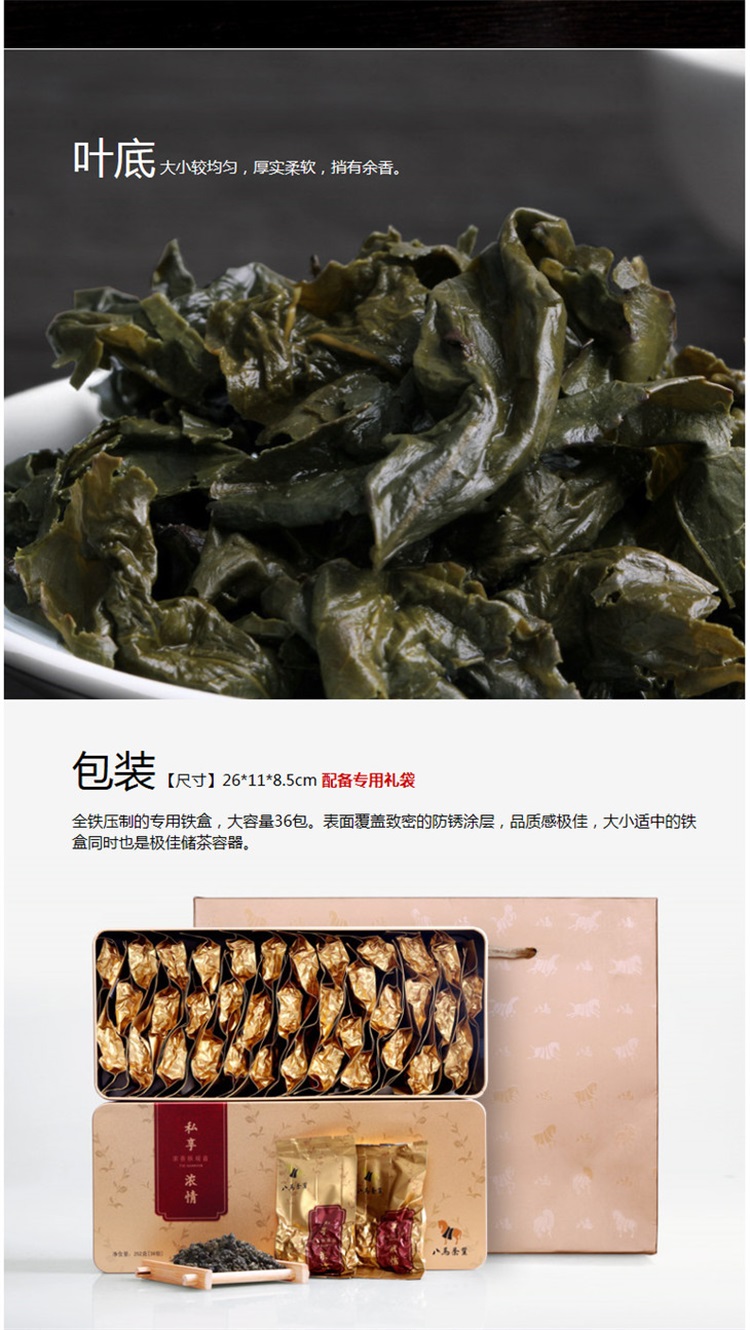 叶底 大小较均匀，厚实柔软，捎有余香。
包装【尺寸】26*11*8.5cm 配备专用礼袋
全铁压制的专用铁盒，大容量36包。表面覆盖致密的防锈涂层，品质感极佳，大小适中的铁
盒同时也是极佳储茶容器。
私享
浓情
八马茶业
八马茶业
八马茶业